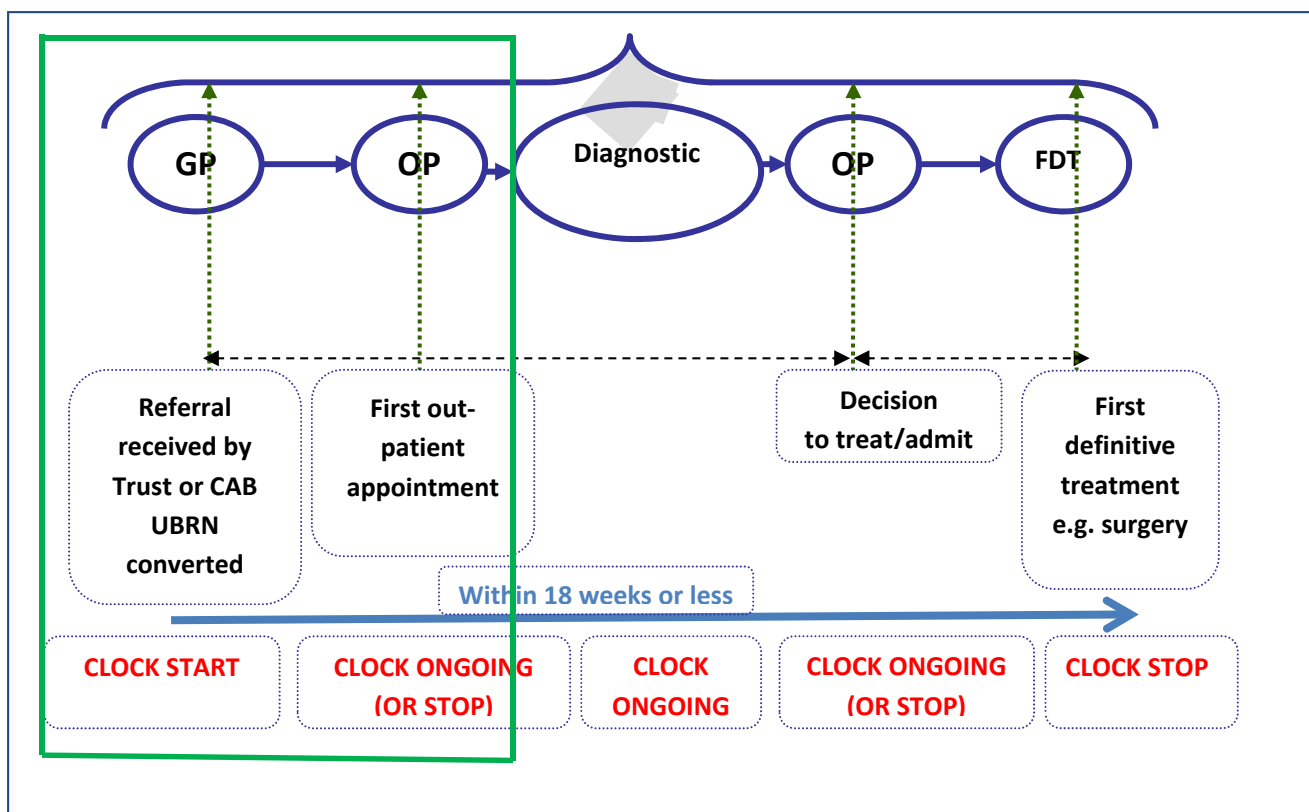 GP
OP
Diagnostic
OP
FDT
Referral
received by
Trust or CAB
UBRN
converted
First out-
patient
appointment
Decision
to treat/admit
First
definitive
treatment
e.g. surgery
Within 18 weeks or less
CLOCK START
CLOCK ONGOING
(OR STOP)
CLOCK
ONGOING
CLOCK ONGOING
(OR STOP)
CLOCK STOP